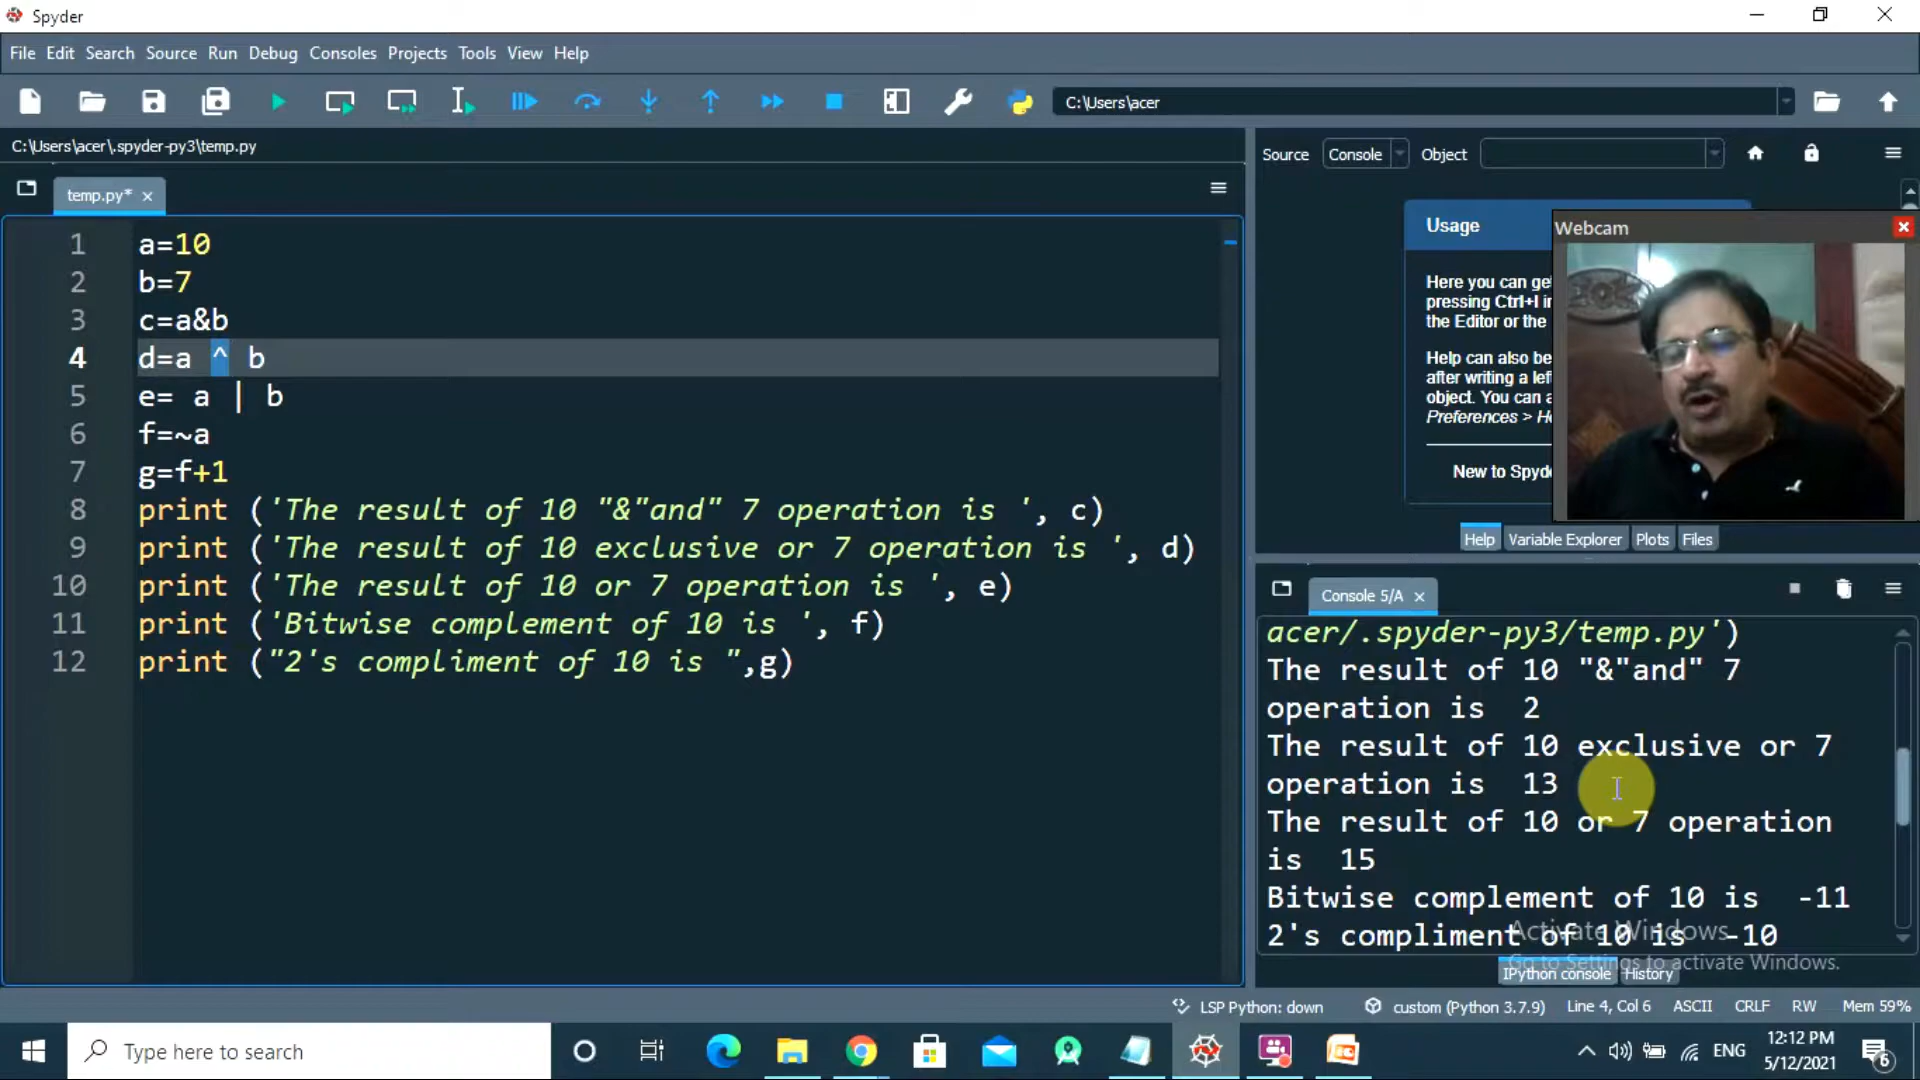 Spyder
File Edit Search Source Run Debug Consoles Projects Tools View Help
C:\Users\acer
C:\Users\acer\.spyder-py3\temp.py
Source Console Object
temp.py*
1 a=10
2 b=7
3 c=a&b
4 d=a ^ b
5 e= a | b
6 f=~a
7 g=f+1
8 print ('The result of 10 "&"and" 7 operation is ', c)
9 print ('The result of 10 exclusive or 7 operation is ', d)
10 print ('The result of 10 or 7 operation is ', e)
11 print ('Bitwise complement of 10 is ', f)
12 print ("2's compliment of 10 is ",g)
Usage
Webcam
Here you can get
pressing Ctrl+I in
the Editor or the
Help can also be
after writing a left
object. You can a
Preferences > He
New to Spyde
Help Variable Explorer Plots Files
Console 5/A
acer/.spyder-py3/temp.py')
The result of 10 "&"and" 7
operation is 2
The result of 10 exclusive or 7
operation is 13
The result of 10 or 7 operation
is 15
Bitwise complement of 10 is -11
2's compliment of 10 is -10
Activate Windows
Go to Settings to activate Windows.
IPython console History
LSP Python: down custom (Python 3.7.9) Line 4, Col 6 ASCII CRLF RW Mem 59%
Type here to search
ENG
12:12 PM
5/12/2021
6